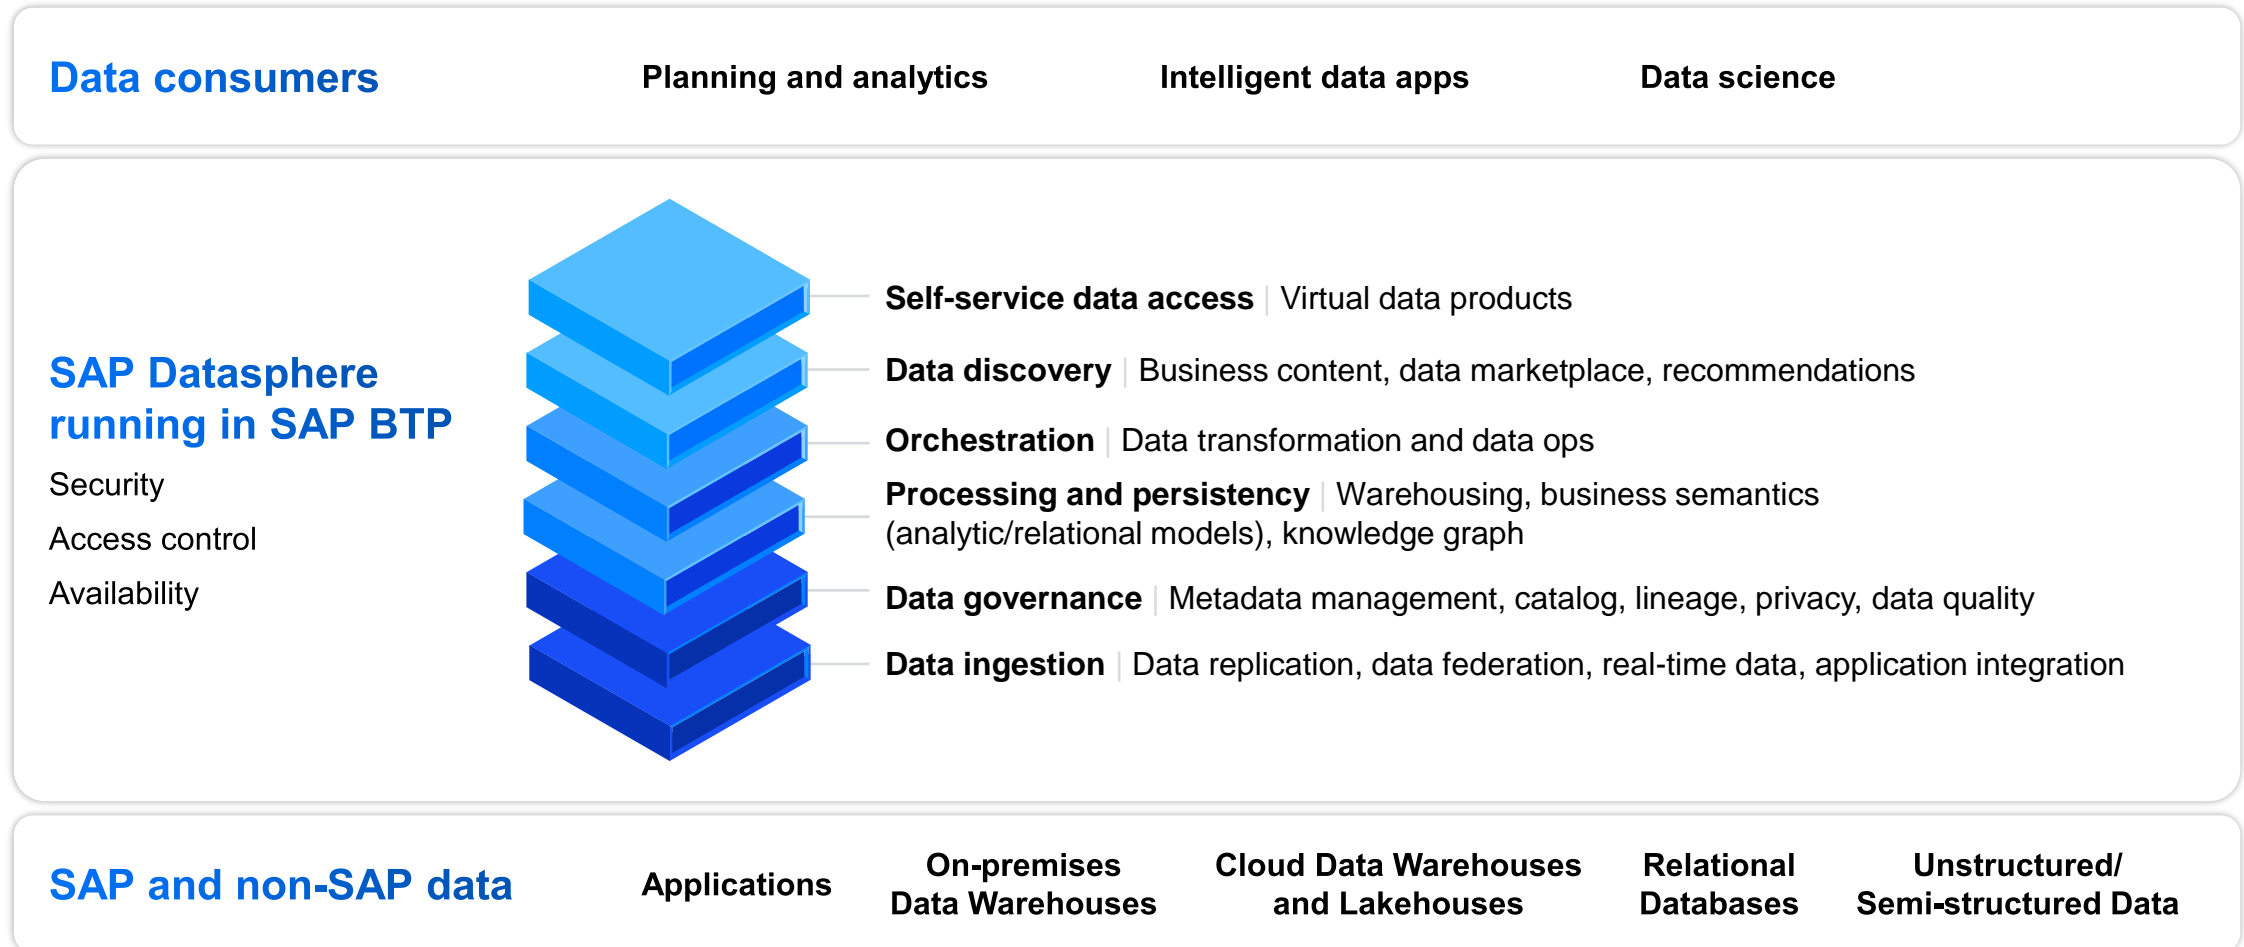 Data consumers
Planning and analytics
Intelligent data apps
Data science
SAP Datasphere
running in SAP BTP
Security
Access control
Availability
Self-service data access | Virtual data products
Data discovery | Business content, data marketplace, recommendations
Orchestration | Data transformation and data ops
Processing and persistency | Warehousing, business semantics
(analytic/relational models), knowledge graph
Data governance | Metadata management, catalog, lineage, privacy, data quality
Data ingestion | Data replication, data federation, real-time data, application integration
SAP and non-SAP data
Applications
On-premises
Data Warehouses
Cloud Data Warehouses
and Lakehouses
Relational
Databases
Unstructured/
Semi-structured Data